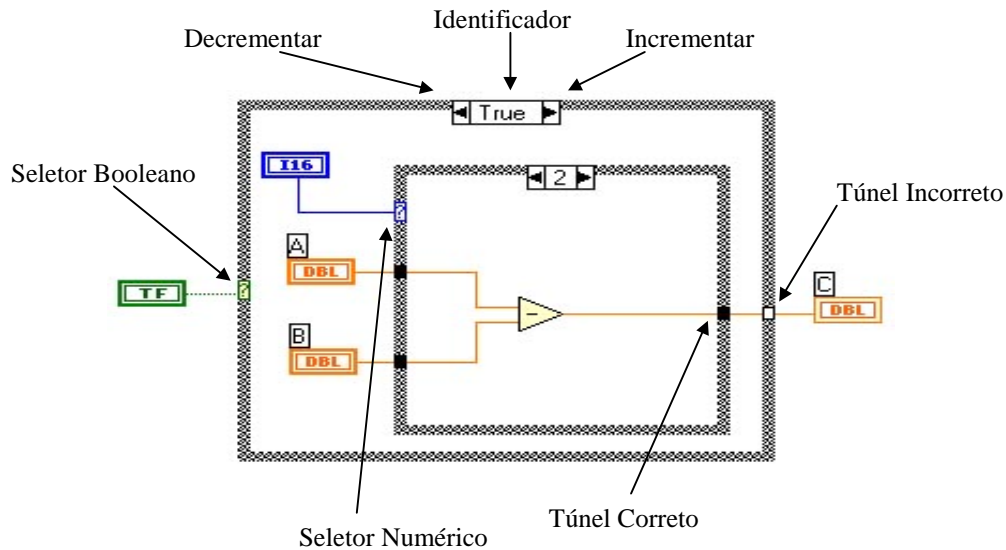 Identificador
Decrementar
Incrementar
True
I16
2
Seletor Booleano
?
Túnel Incorreto
A
DBL
TF
?
C
DBL
-
B
DBL
Túnel Correto
Seletor Numérico